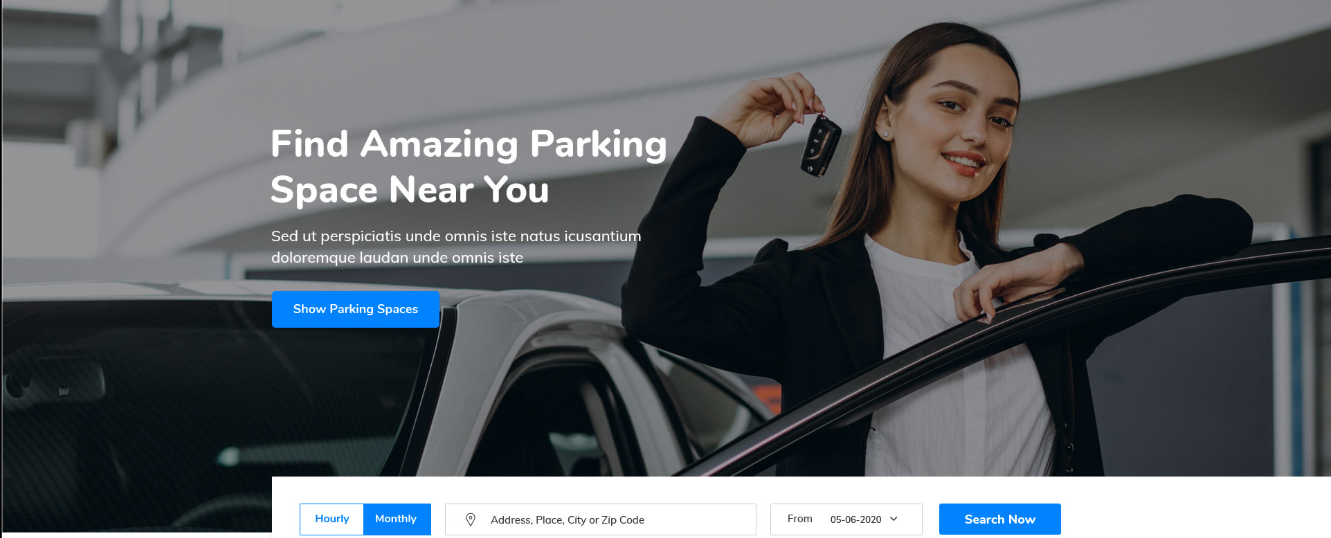 Find Amazing Parking
Space Near You
Sed ut perspiciatis unde omnis iste natus icusantium
doloremque laudan unde omnis iste
Show Parking Spaces
Hourly
Monthly
Address, Place, City or Zip Code
From
05-06-2020
Search Now